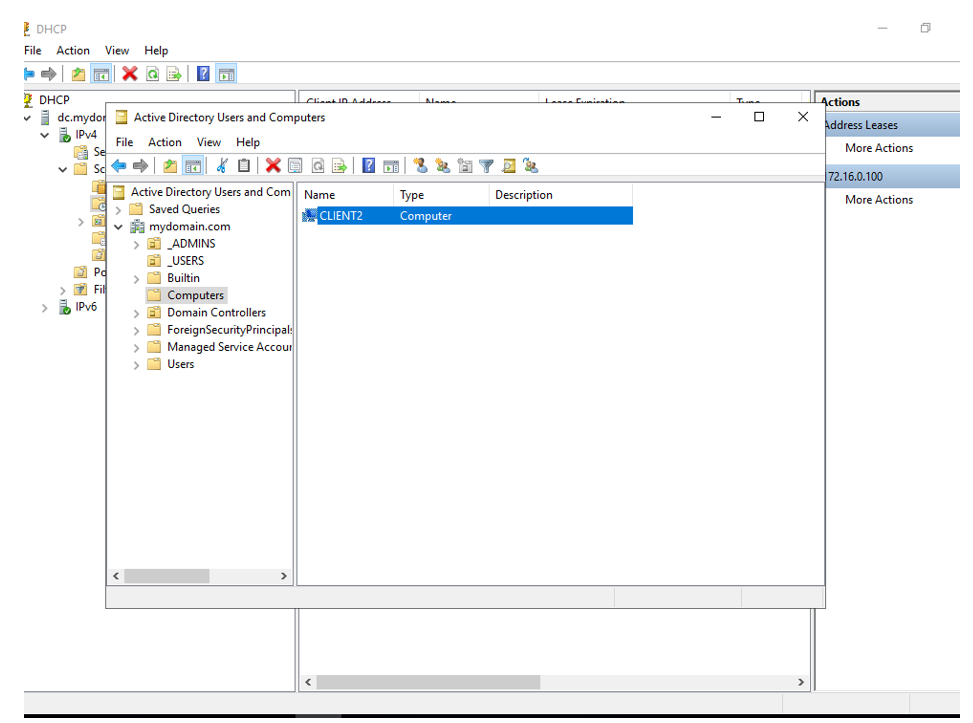 DHCP
File Action View Help
DHCP
dc.mydor
IPv4
Se
Sc
Po
Fil
IPv6
Client IP Address Name Lease Expiration Type
Actions
Address Leases
More Actions
172.16.0.100
More Actions
Active Directory Users and Computers
File Action View Help
Active Directory Users and Com
Saved Queries
mydomain.com
_ADMINS
_USERS
Builtin
Computers
Domain Controllers
ForeignSecurityPrincipals
Managed Service Accour
Users
Name Type Description
CLIENT2 Computer